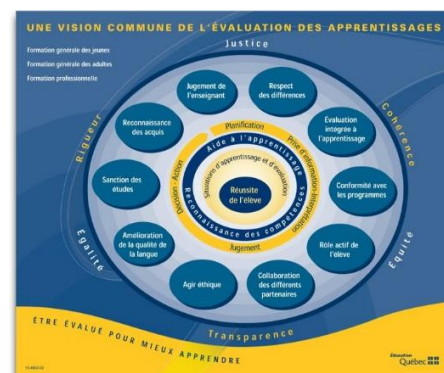 UNE VISION COMMUNE DE L'ÉVALUATION DES APPRENTISSAGES
Formation générale des jeunes
Formation générale des adultes
Formation professionnelle
Justice
Cohérence
Équité
Transparence
Égalité
Rigueur
Jugement de
l'enseignant
Respect
des différences
Évaluation
intégrée à
l'apprentissage
Conformité avec
les programmes
Rôle actif de
l'élève
Collaboration
des différents
partenaires
Agir éthique
Amélioration
de la qualité de
la langue
Sanction des
études
Reconnaissance
des acquis
Planification
Prise d'information-Interprétation
Jugement
Décision - Action
Aide à l'apprentissage
Reconnaissance des compétences
Situations d'apprentissage et d'évaluation
Réussite
de l'élève
ÊTRE ÉVALUÉ POUR MIEUX APPRENDRE
Éducation
Québec